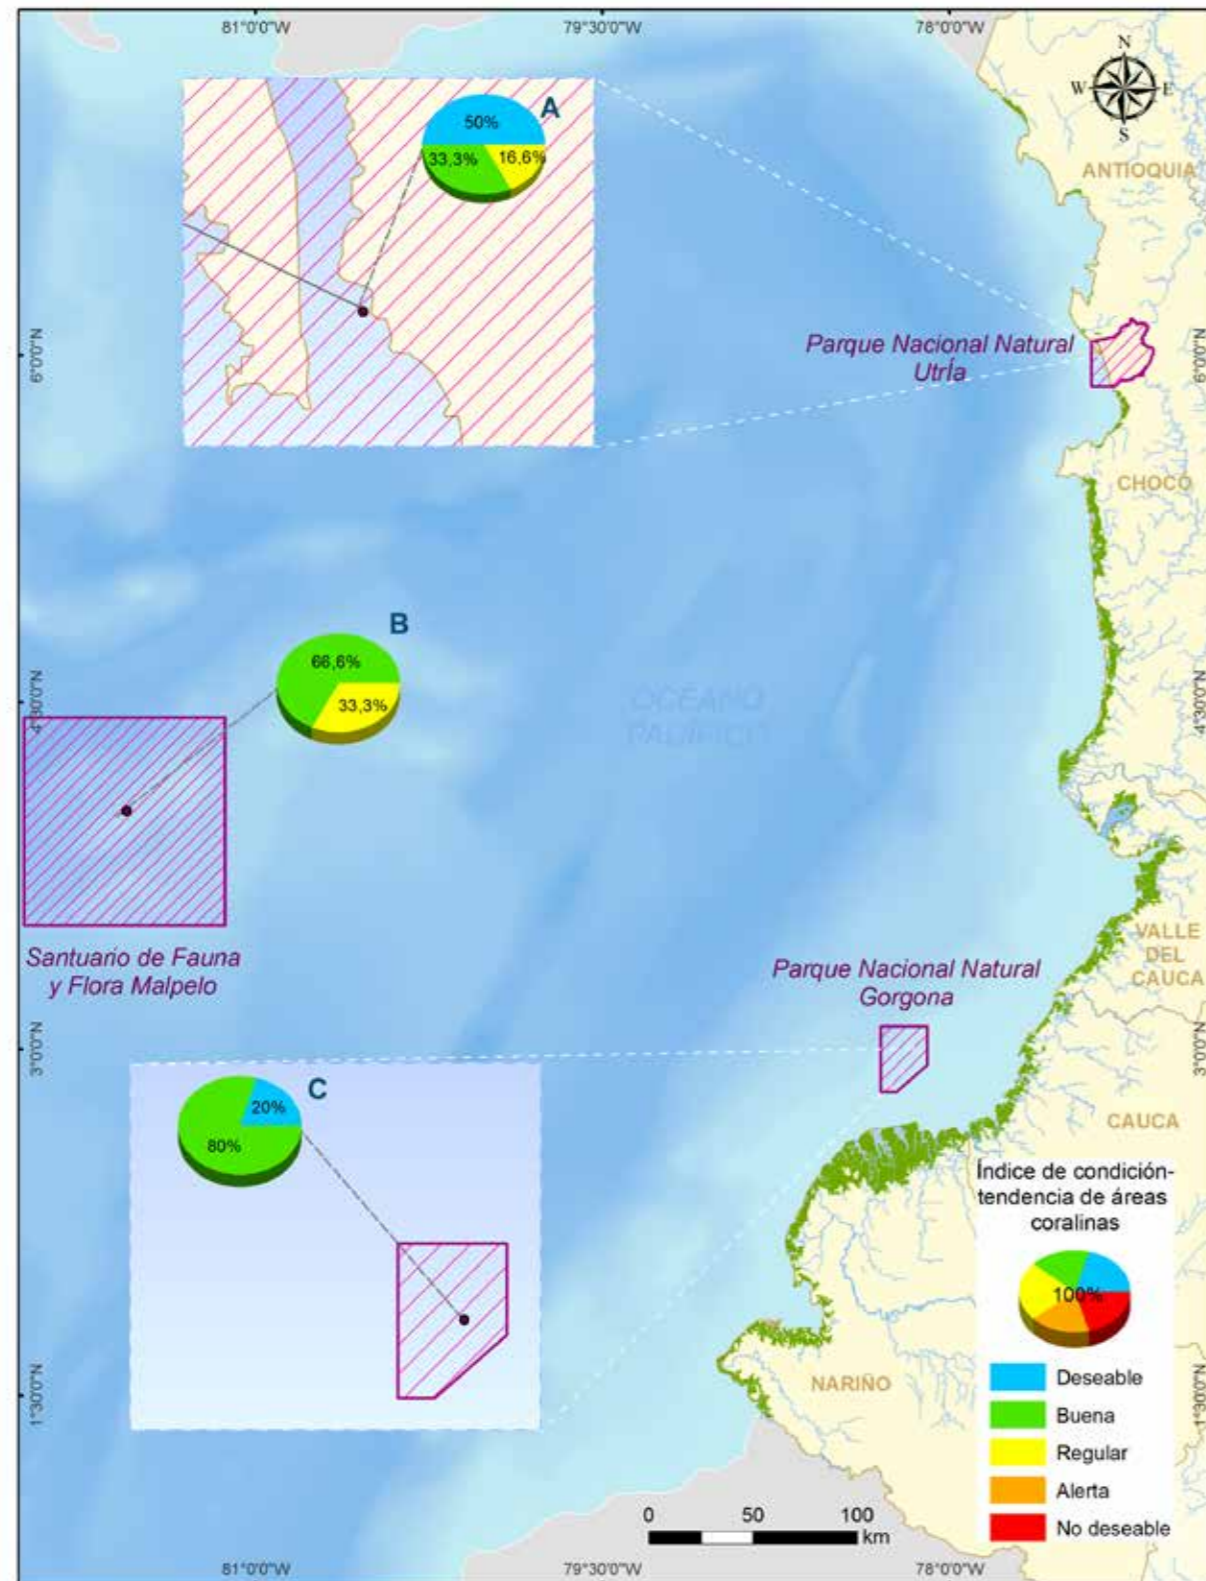 81°0'0"W
79°30'0"W
78°0'0"W
N
W
E
S
A
50%
33,3%
16,6%
ANTIOQUIA
6°0'0"N
6°0'0"N
Parque Nacional Natural
Utría
CHOCÓ
B
66,6%
33,3%
4°30'0"N
4°30'0"N
OCÉANO
PACÍFICO
Santuario de Fauna
y Flora Malpelo
VALLE
DEL
CAUCA
Parque Nacional Natural
Gorgona
3°0'0"N
3°0'0"N
C
20%
80%
CAUCA
Índice de condición-
tendencia de áreas
coralinas
100%
Deseable
Buena
Regular
Alerta
No deseable
NARIÑO
1°30'0"N
1°30'0"N
0
50
100
km
81°0'0"W
79°30'0"W
78°0'0"W